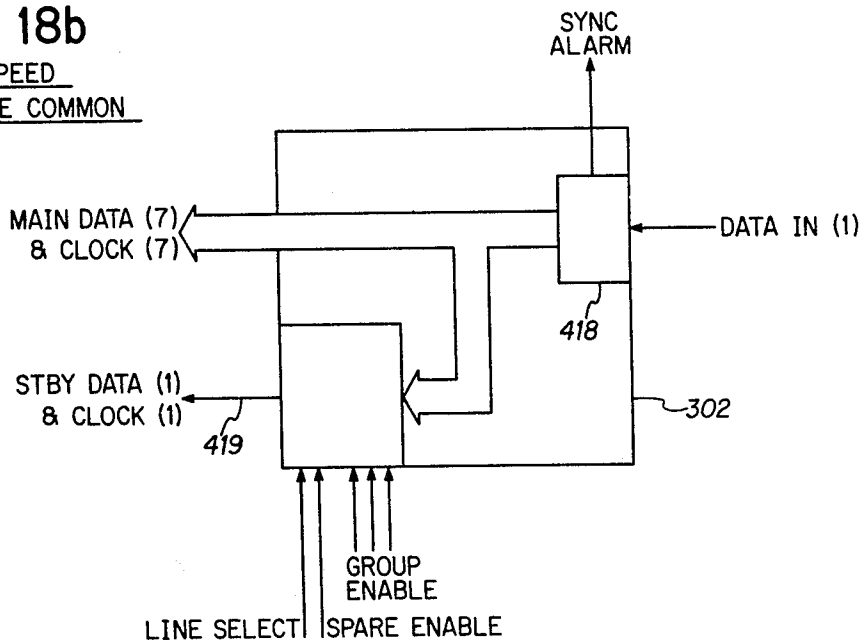 18b
PEED
E COMMON
SYNC
ALARM
MAIN DATA (7)
& CLOCK (7)
DATA IN (1)
418
STBY DATA (1)
& CLOCK (1)
419
302
GROUP
ENABLE
LINE SELECT
SPARE ENABLE